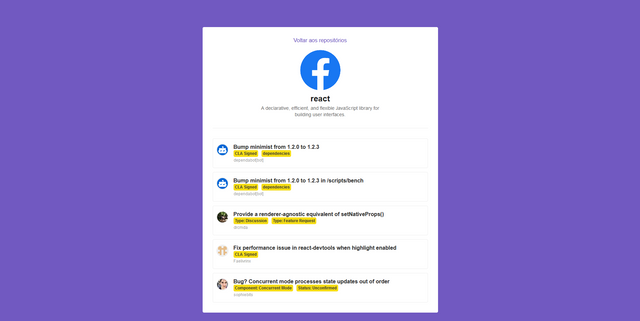 Voltar aos repositórios
react
A declarative, efficient, and flexible JavaScript library for
building user interfaces.
Bump minimist from 1.2.0 to 1.2.3
CLA Signed dependencies
dependabot[bot]
Bump minimist from 1.2.0 to 1.2.3 in /scripts/bench
CLA Signed dependencies
dependabot[bot]
Provide a renderer-agnostic equivalent of setNativeProps()
Type: Discussion Type: Feature Request
Fix performance issue in react-devtools when highlight enabled
CLA Signed
Bug? Concurrent mode processes state updates out of order
Component: Concurrent Mode Status: Unconfirmed
sophiebits